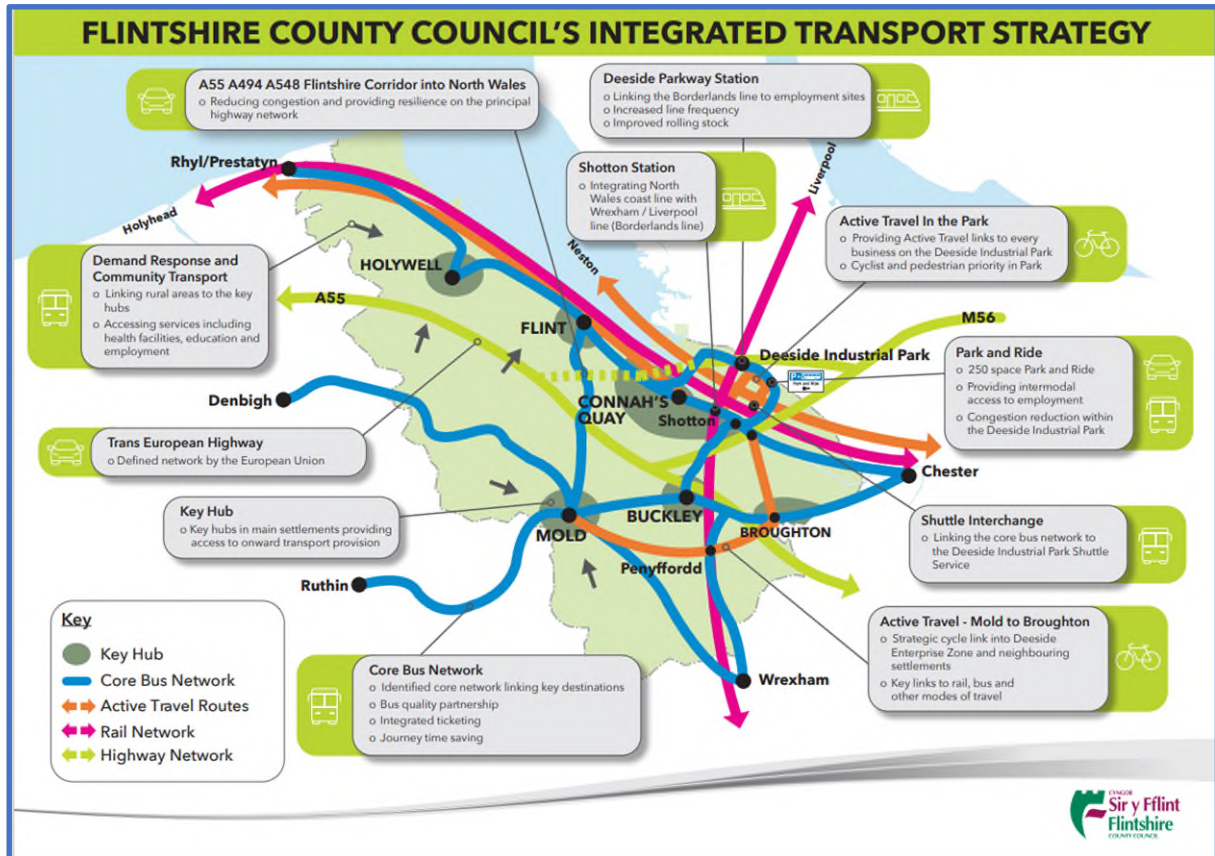 FLINTSHIRE COUNTY COUNCIL'S INTEGRATED TRANSPORT STRATEGY
A55 A494 A548 Flintshire Corridor into North Wales
o Reducing congestion and providing resilience on the principal
highway network
Deeside Parkway Station
o Linking the Borderlands line to employment sites
o Increased line frequency
o Improved rolling stock
Shotton Station
o Integrating North
Wales coast line with
Wrexham / Liverpool
line (Borderlands line)
Liverpool
Rhyl/Prestatyn
Holyhead
Neston
Active Travel In the Park
o Providing Active Travel links to every
business on the Deeside Industrial Park
o Cyclist and pedestrian priority in Park
Demand Response and
Community Transport
o Linking rural areas to the key
hubs
o Accessing services including
health facilities, education and
employment
HOLYWELL
A55
FLINT
M56
Deeside Industrial Park
Park and Ride
Park and Ride
o 250 space Park and Ride
o Providing intermodal
access to employment
o Congestion reduction within
the Deeside Industrial Park
Denbigh
CONNAH'S
QUAY
Shotton
Trans European Highway
o Defined network by the European Union
Chester
Key Hub
o Key hubs in main settlements providing
access to onward transport provision
MOLD
BUCKLEY
BROUGHTON
Shuttle Interchange
o Linking the core bus network to
the Deeside Industrial Park Shuttle
Service
Ruthin
Penyffordd
Key
Key Hub
Core Bus Network
Active Travel Routes
Rail Network
Highway Network
Core Bus Network
o Identified core network linking key destinations
o Bus quality partnership
o Integrated ticketing
o Journey time saving
Wrexham
Active Travel - Mold to Broughton
o Strategic cycle link into Deeside
Enterprise Zone and neighbouring
settlements
o Key links to rail, bus and
other modes of travel
CYNGOR
Sir y Fflint
Flintshire
COUNTY COUNCIL